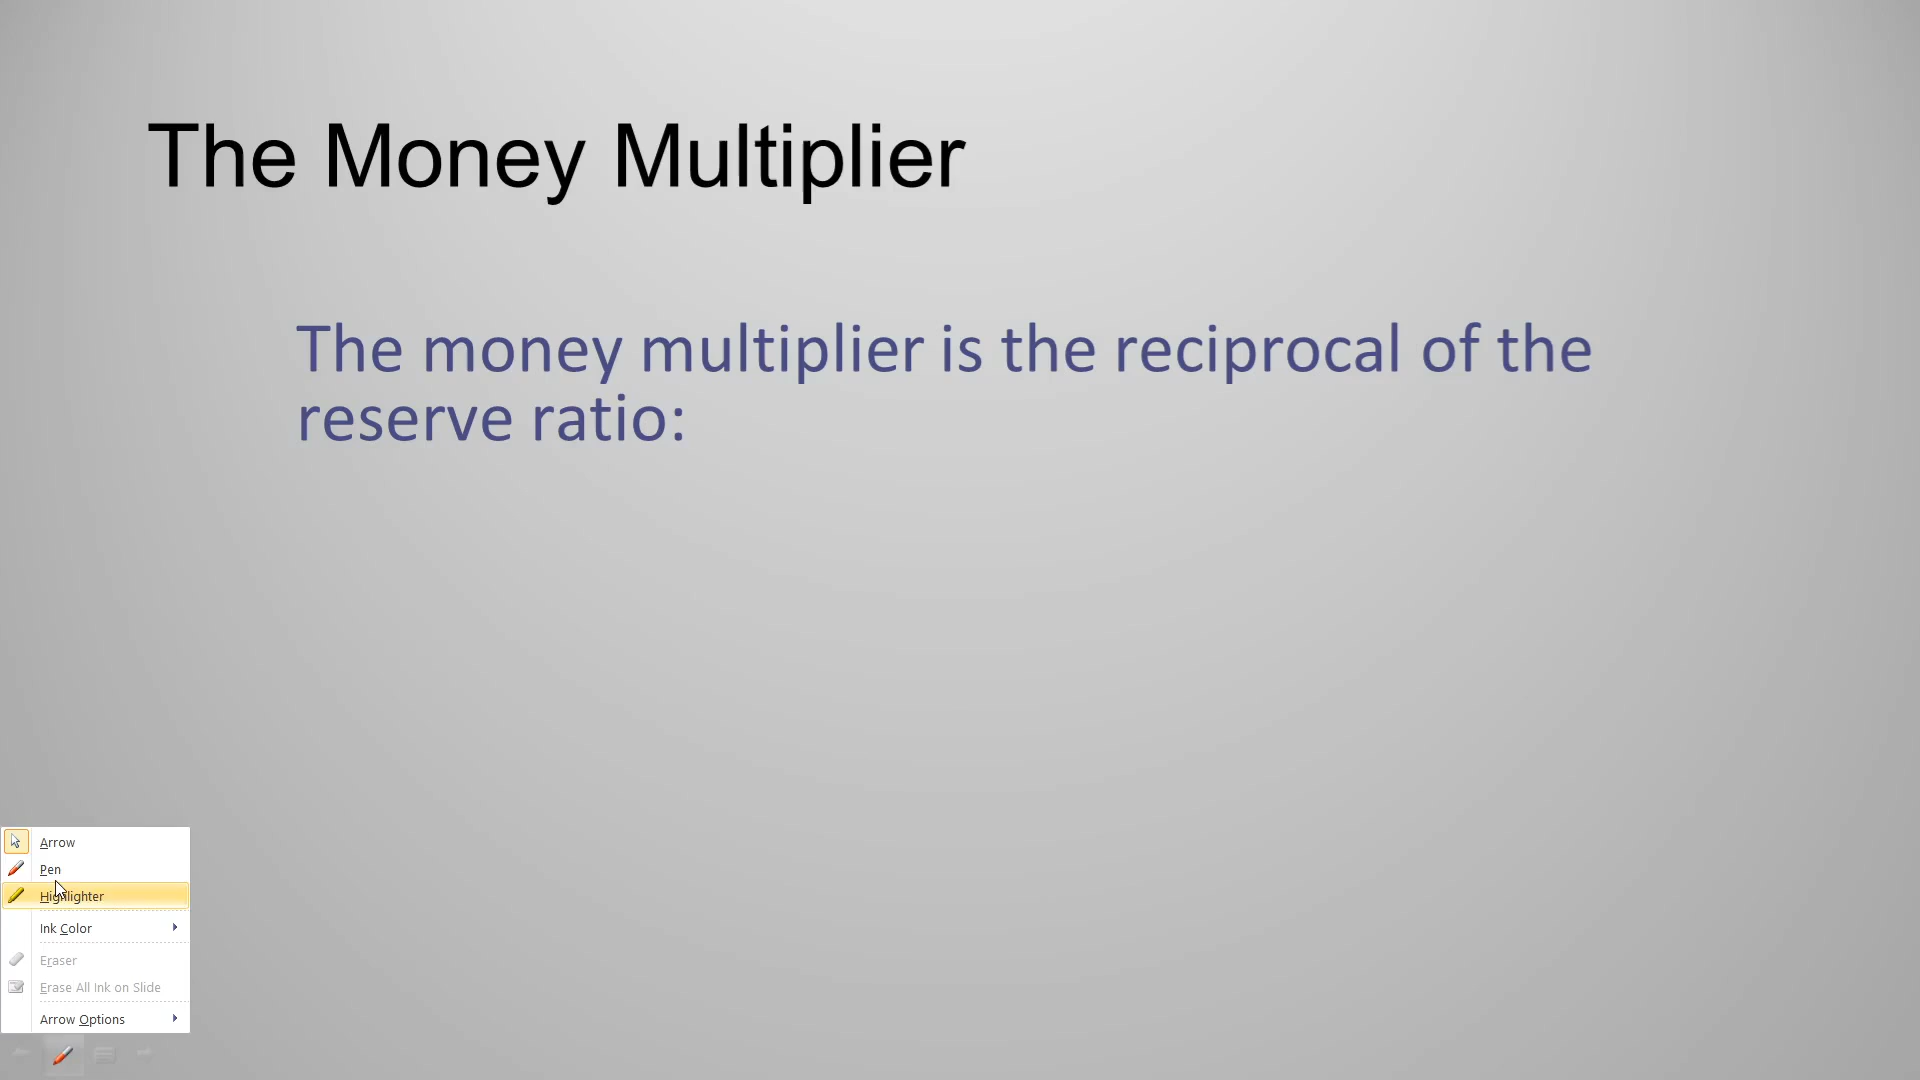 The Money Multiplier
The money multiplier is the reciprocal of the
reserve ratio:
Arrow
Pen
Highlighter
Ink Color
Eraser
Erase All Ink on Slide
Arrow Options